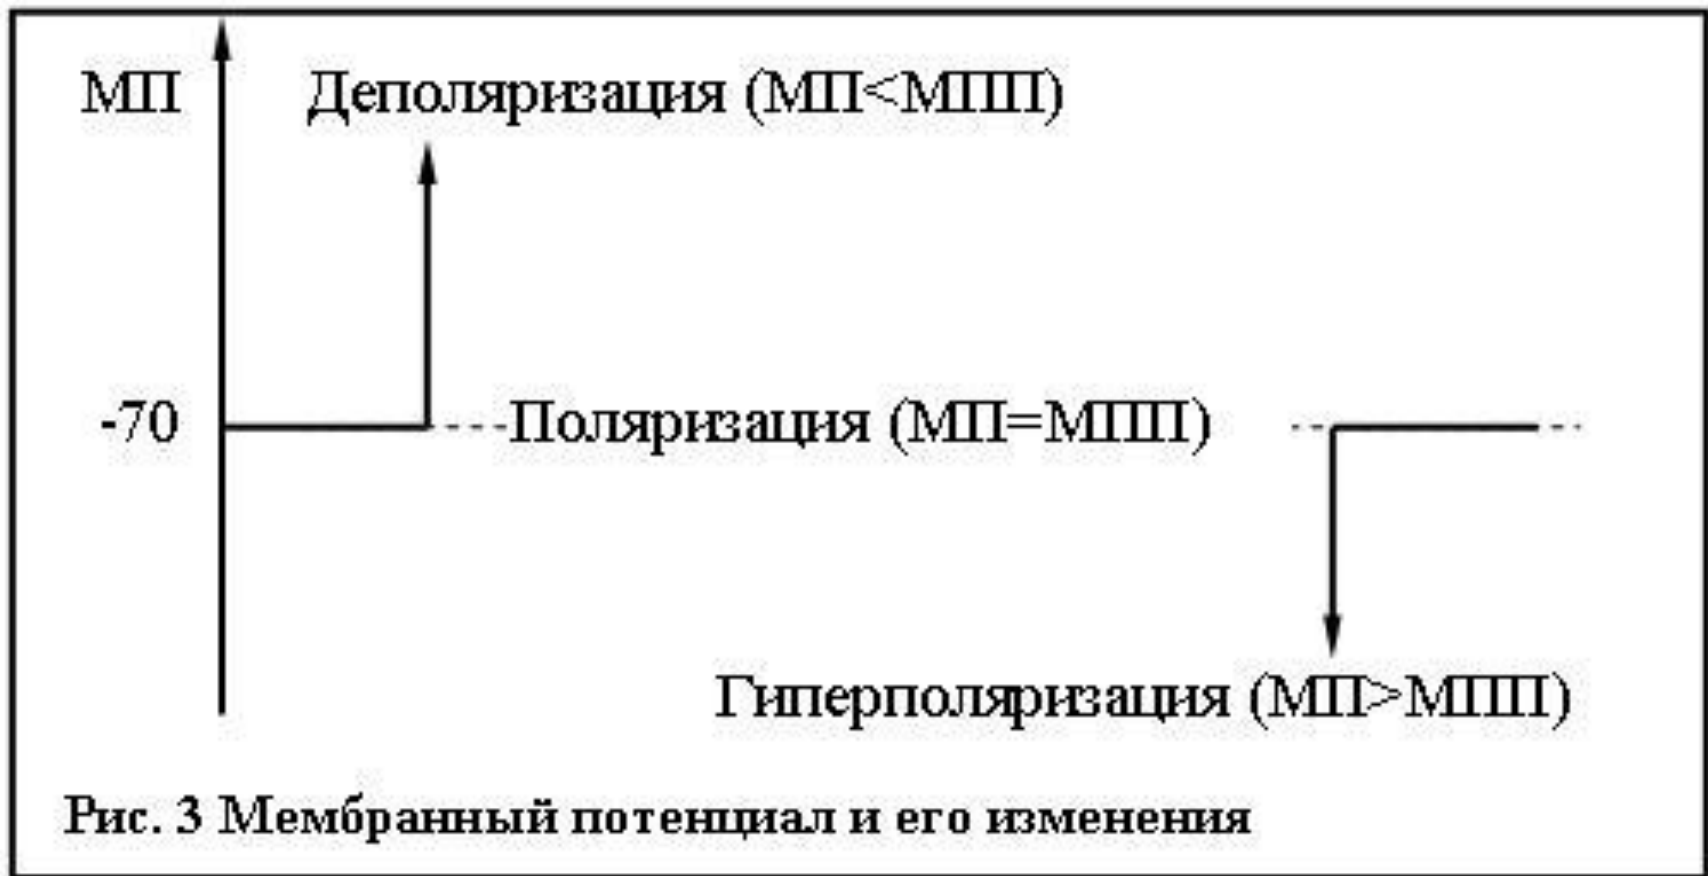 МП Деполяризация (МП<МПП)
-70 Поляризация (МП=МПП)
Гиперполяризация (МП>МПП)
Рис. 3 Мембранный потенциал и его изменения